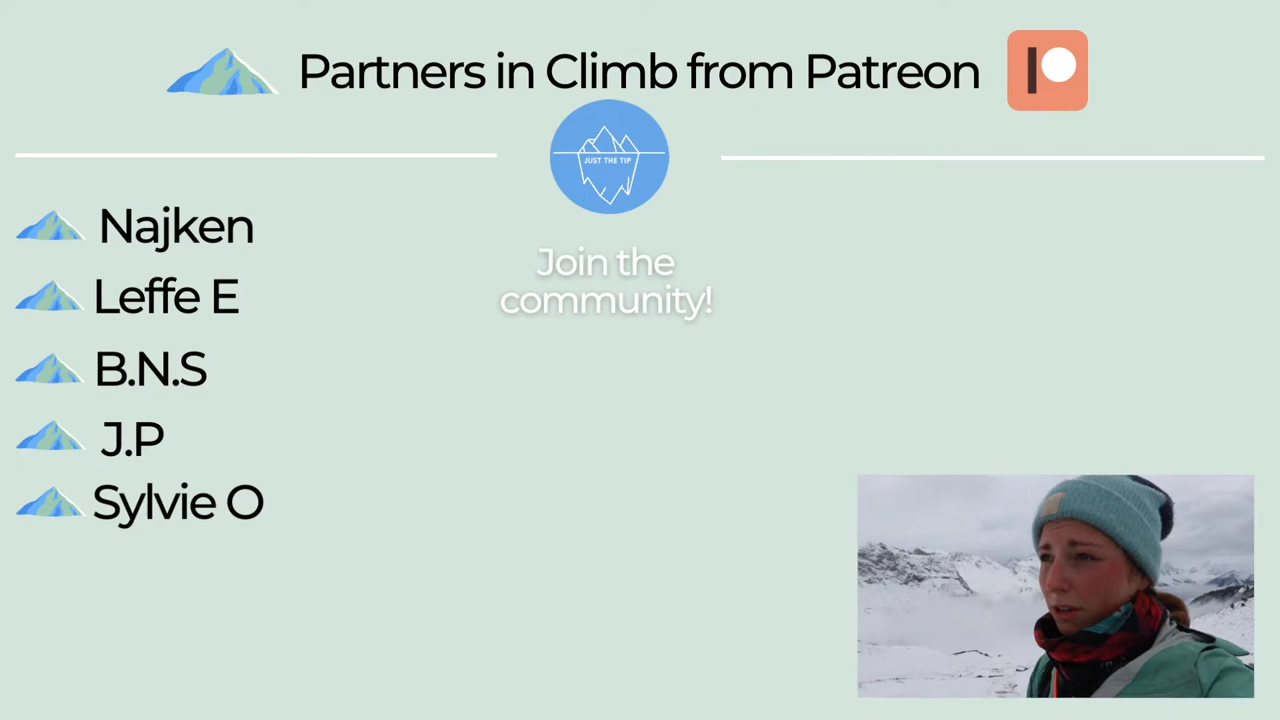 Partners in Climb from Patreon
JUST THE TIP
Join the
community!
Najken
Leffe E
B.N.S
J.P
Sylvie O